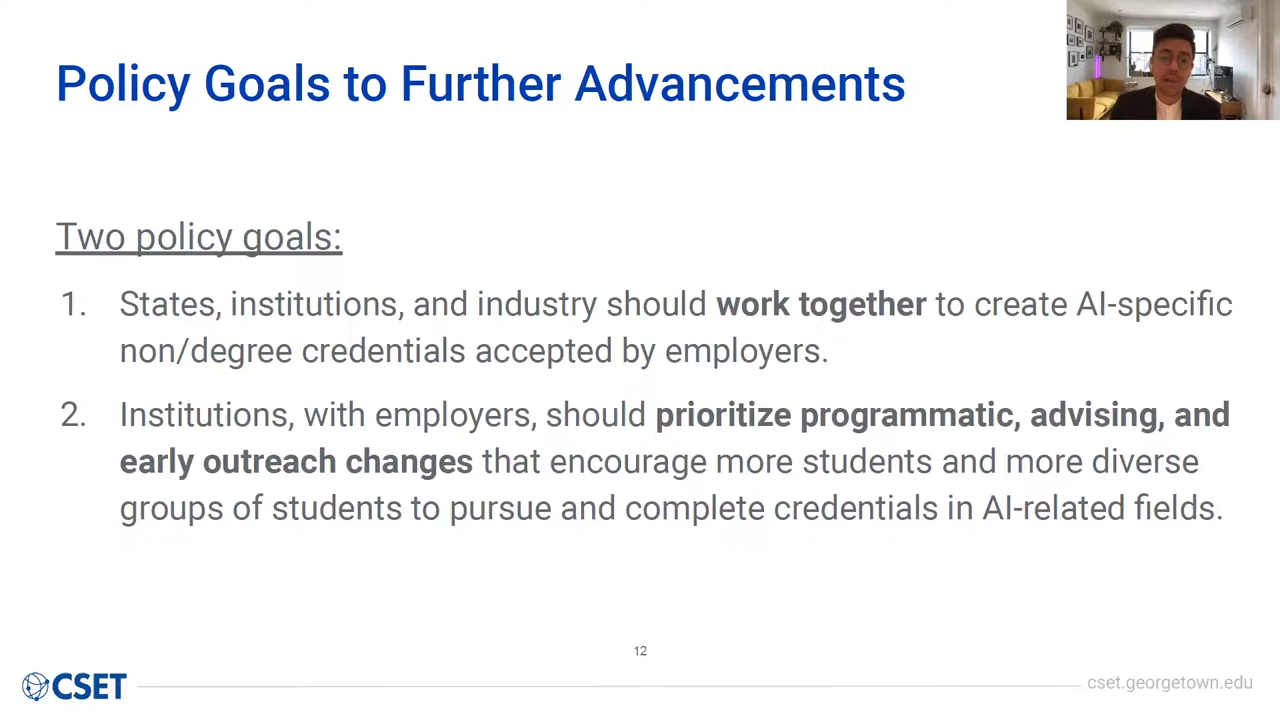 Policy Goals to Further Advancements
Two policy goals:
1. States, institutions, and industry should work together to create AI-specific
non/degree credentials accepted by employers.
2. Institutions, with employers, should prioritize programmatic, advising, and
early outreach changes that encourage more students and more diverse
groups of students to pursue and complete credentials in AI-related fields.
12
CSET
cset.georgetown.edu